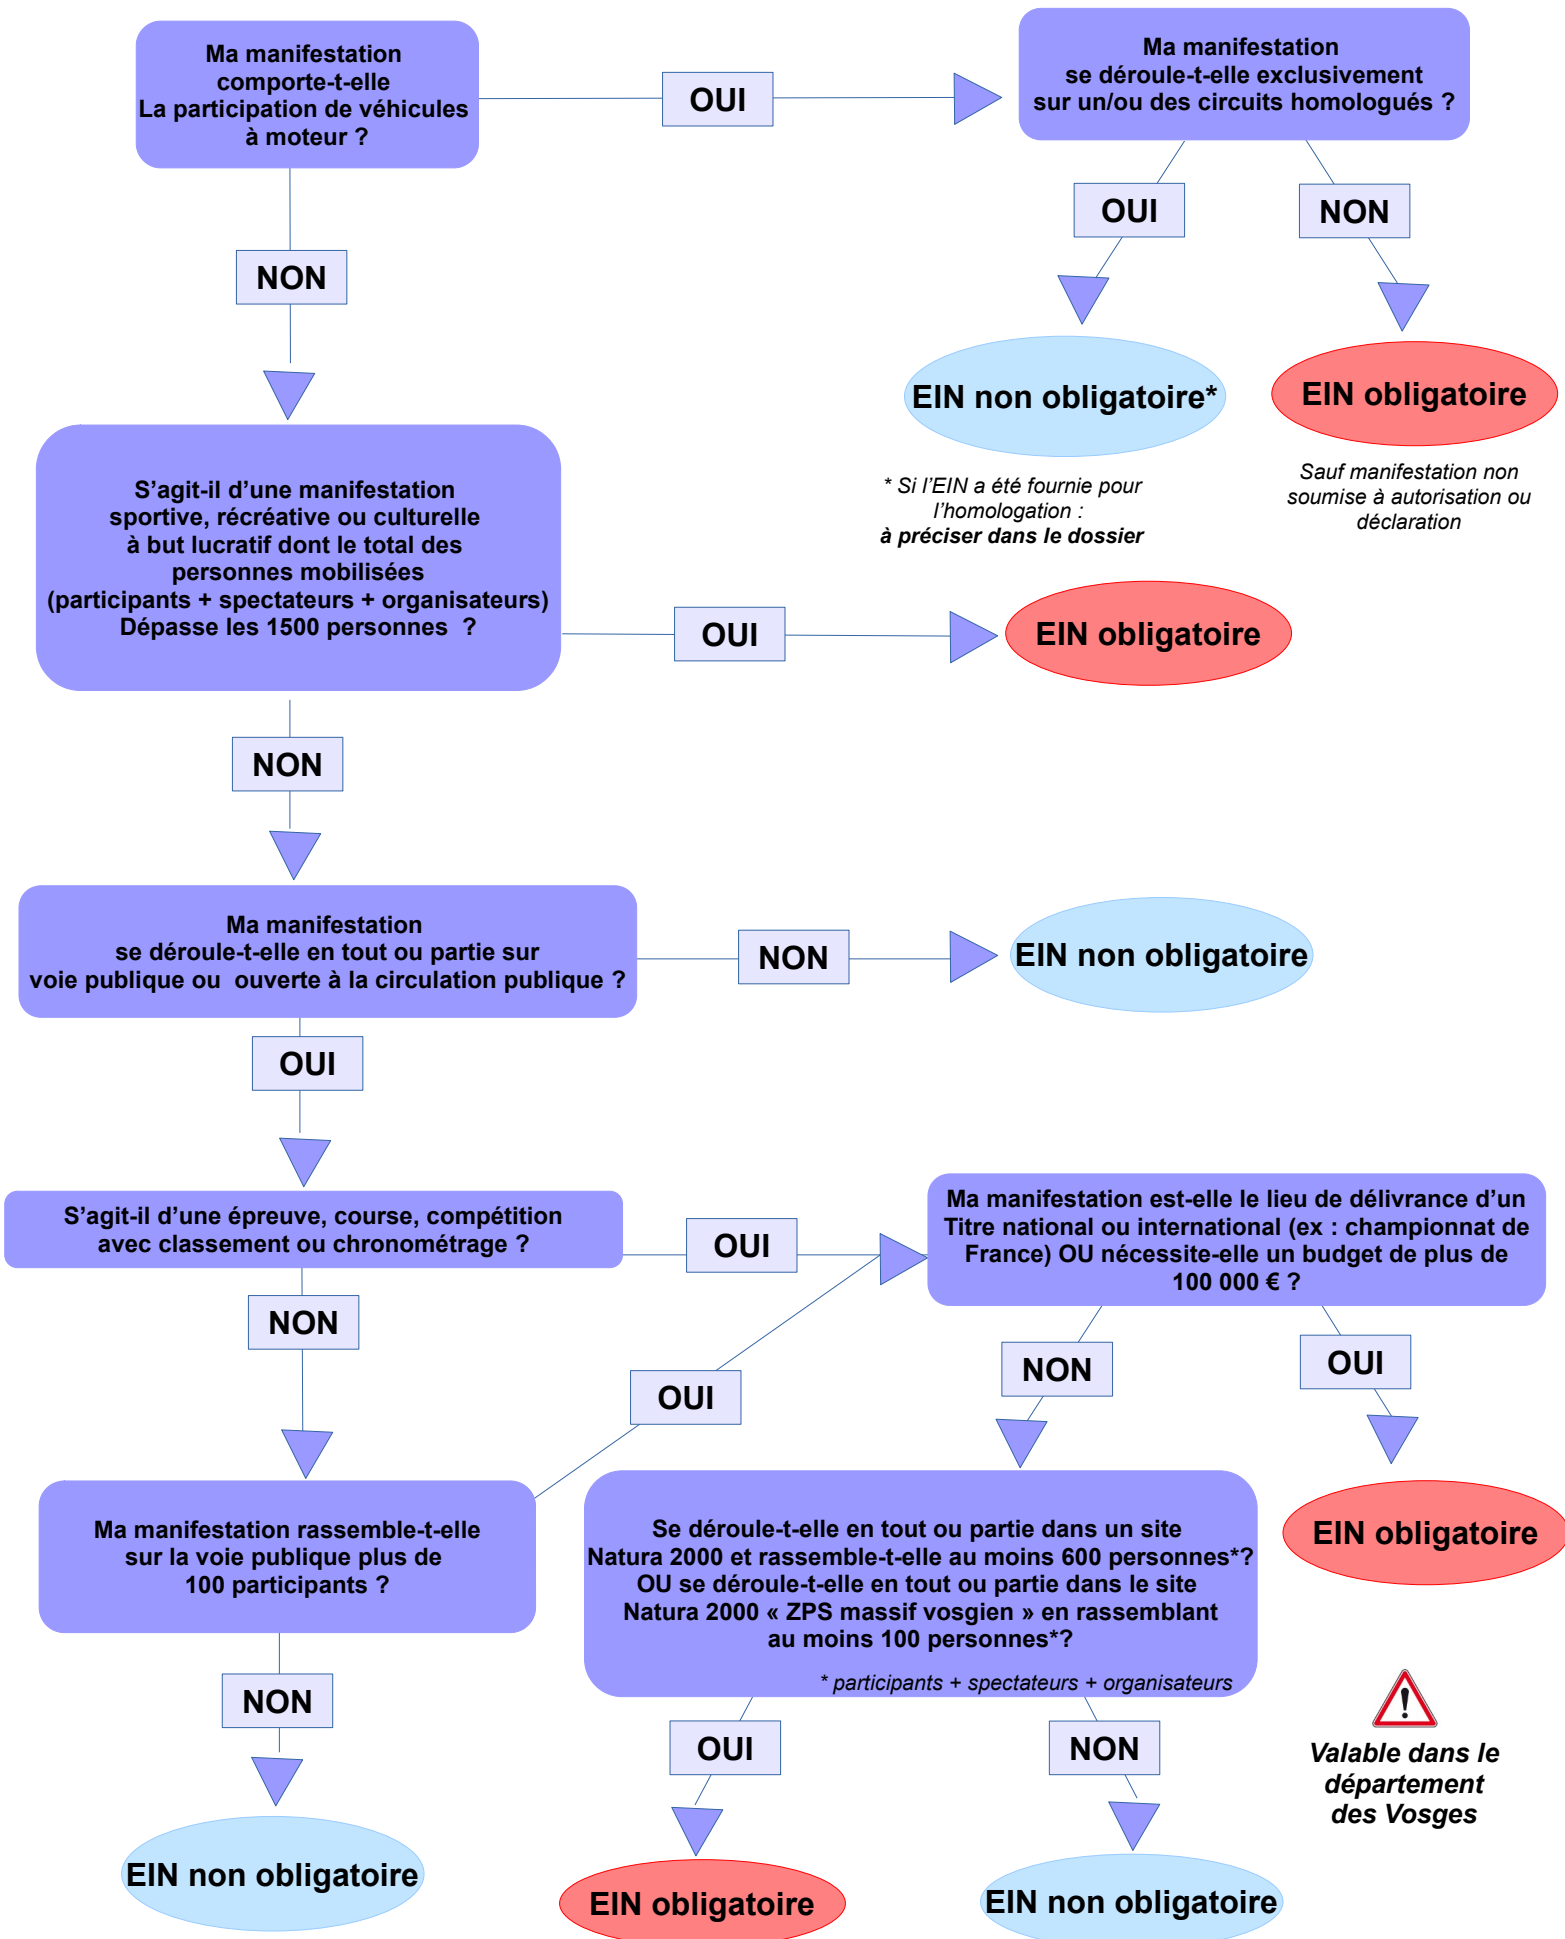 Ma manifestation
comporte-t-elle
La participation de véhicules
à moteur ?
OUI
Ma manifestation
se déroule-t-elle exclusivement
sur un/ou des circuits homologués ?
OUI
NON
NON
EIN non obligatoire*
EIN obligatoire
* Si l’EIN a été fournie pour
l’homologation :
à préciser dans le dossier
Sauf manifestation non
soumise à autorisation ou
déclaration
S’agit-il d’une manifestation
sportive, récréative ou culturelle
à but lucratif dont le total des
personnes mobilisées
(participants + spectateurs + organisateurs)
Dépasse les 1500 personnes ?
OUI
EIN obligatoire
NON
Ma manifestation
se déroule-t-elle en tout ou partie sur
voie publique ou ouverte à la circulation publique ?
NON
EIN non obligatoire
OUI
S’agit-il d’une épreuve, course, compétition
avec classement ou chronométrage ?
OUI
Ma manifestation est-elle le lieu de délivrance d’un
Titre national ou international (ex : championnat de
France) OU nécessite-elle un budget de plus de
100 000 € ?
NON
OUI
NON
OUI
Ma manifestation rassemble-t-elle
sur la voie publique plus de
100 participants ?
Se déroule-t-elle en tout ou partie dans un site
Natura 2000 et rassemble-t-elle au moins 600 personnes*?
OU se déroule-t-elle en tout ou partie dans le site
Natura 2000 « ZPS massif vosgien » en rassemblant
au moins 100 personnes*?
* participants + spectateurs + organisateurs
EIN obligatoire
NON
OUI
NON
!
Valable dans le
département
des Vosges
EIN non obligatoire
EIN obligatoire
EIN non obligatoire